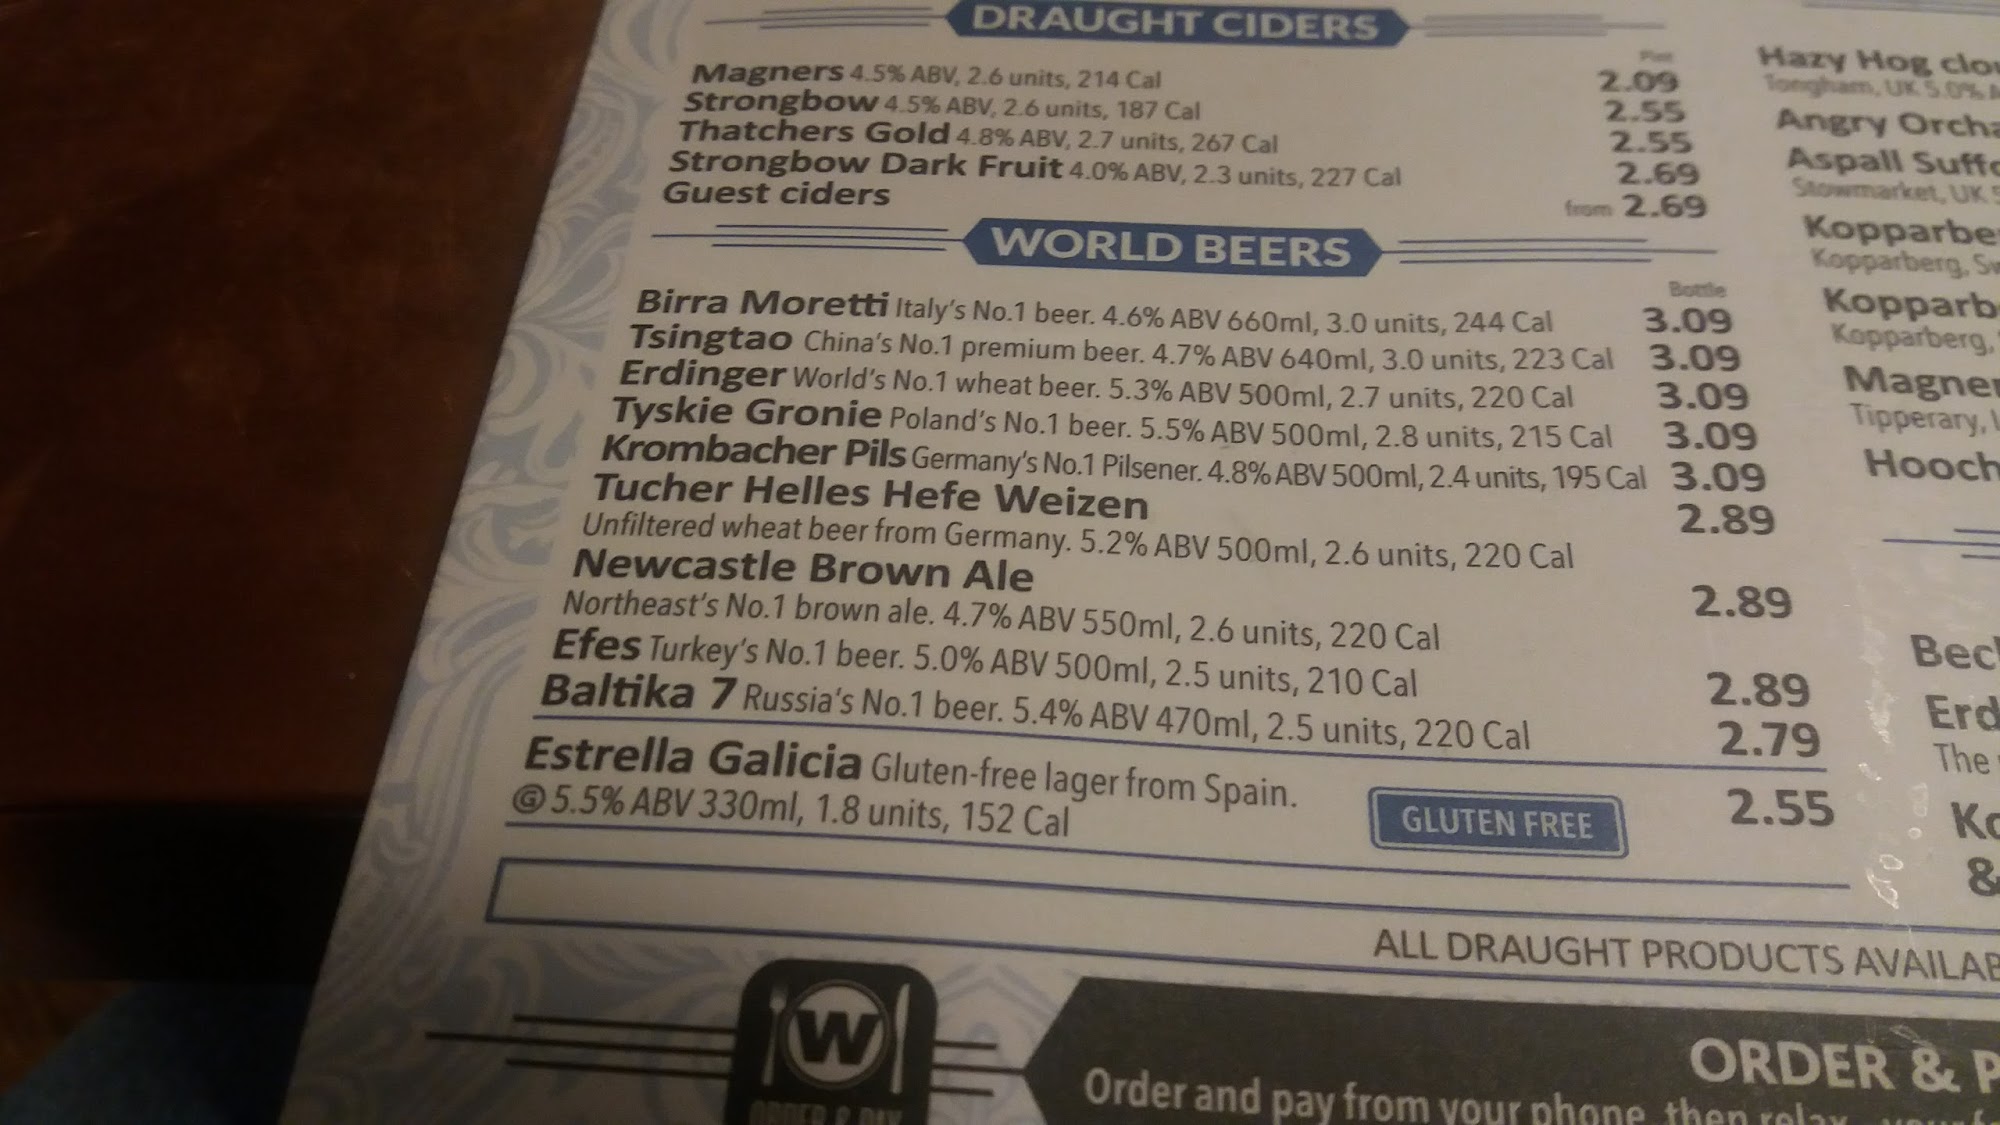 DRAUGHT CIDERS
Pint
Magners 4.5% ABV, 2.6 units, 214 Cal 2.09
Strongbow 4.5% ABV, 2.6 units, 187 Cal 2.55
Thatchers Gold 4.8% ABV, 2.7 units, 267 Cal 2.55
Strongbow Dark Fruit 4.0% ABV, 2.3 units, 227 Cal 2.69
Guest ciders from 2.69
WORLD BEERS
Bottle
Birra Moretti Italy's No.1 beer. 4.6% ABV 660ml, 3.0 units, 244 Cal 3.09
Tsingtao China's No.1 premium beer. 4.7% ABV 640ml, 3.0 units, 223 Cal 3.09
Erdinger World's No.1 wheat beer. 5.3% ABV 500ml, 2.7 units, 220 Cal 3.09
Tyskie Gronie Poland's No.1 beer. 5.5% ABV 500ml, 2.8 units, 215 Cal 3.09
Krombacher Pils Germany's No.1 Pilsener. 4.8% ABV 500ml, 2.4 units, 195 Cal 3.09
Tucher Helles Hefe Weizen 2.89
Unfiltered wheat beer from Germany. 5.2% ABV 500ml, 2.6 units, 220 Cal
Newcastle Brown Ale 2.89
Northeast's No.1 brown ale. 4.7% ABV 550ml, 2.6 units, 220 Cal
Efes Turkey's No.1 beer. 5.0% ABV 500ml, 2.5 units, 210 Cal 2.89
Baltika 7 Russia's No.1 beer. 5.4% ABV 470ml, 2.5 units, 220 Cal 2.79
Estrella Galicia Gluten-free lager from Spain. 2.55
G 5.5% ABV 330ml, 1.8 units, 152 Cal
GLUTEN FREE
ALL DRAUGHT PRODUCTS AVAILAB
W
ORDER & PAY
ORDER & P
Order and pay from your phone, then relax
Hazy Hog clou
Tongham, UK 5.0% A
Angry Orcha
Aspall Suffo
Stowmarket, UK 5
Kopparbe
Kopparberg, Sw
Kopparb
Kopparberg,
Magner
Tipperary, I
Hooch
Bec
Erd
The
Ko
&